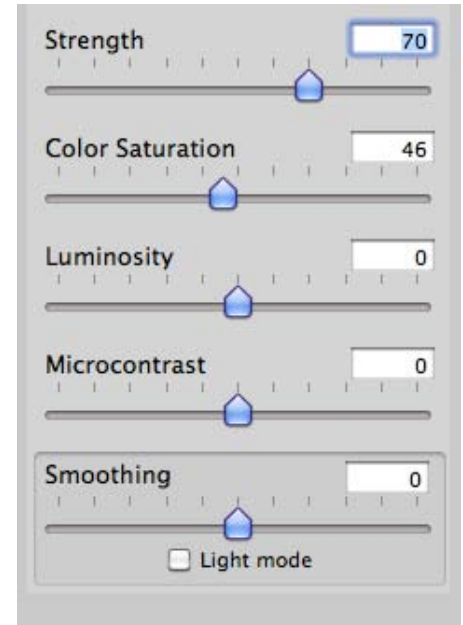 Strength 70
Color Saturation 46
Luminosity 0
Microcontrast 0
Smoothing 0
Light mode